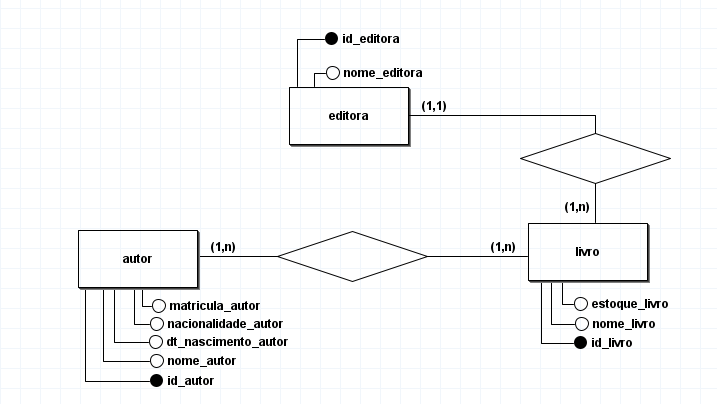 id_editora
nome_editora
editora
(1,1)
(1,n)
autor
(1,n)
(1,n)
livro
matricula_autor
nacionalidade_autor
dt_nascimento_autor
nome_autor
id_autor
estoque_livro
nome_livro
id_livro